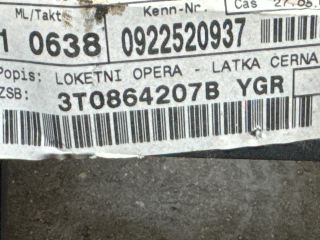 ML/Takt Kenn-Nr. Cas
1 0638 0922520937
Popis: LOKETNI OPERA - LATKA CERNA
ZSB: 3T0864207B YGR